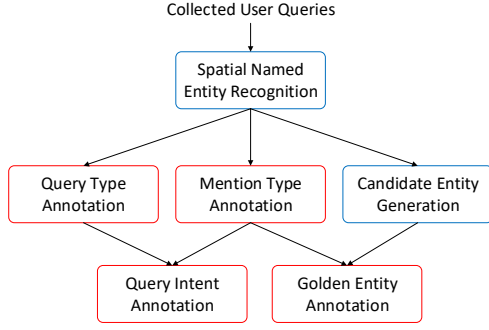 Collected User Queries
Spatial Named
Entity Recognition
Query Type
Annotation
Mention Type
Annotation
Candidate Entity
Generation
Query Intent
Annotation
Golden Entity
Annotation